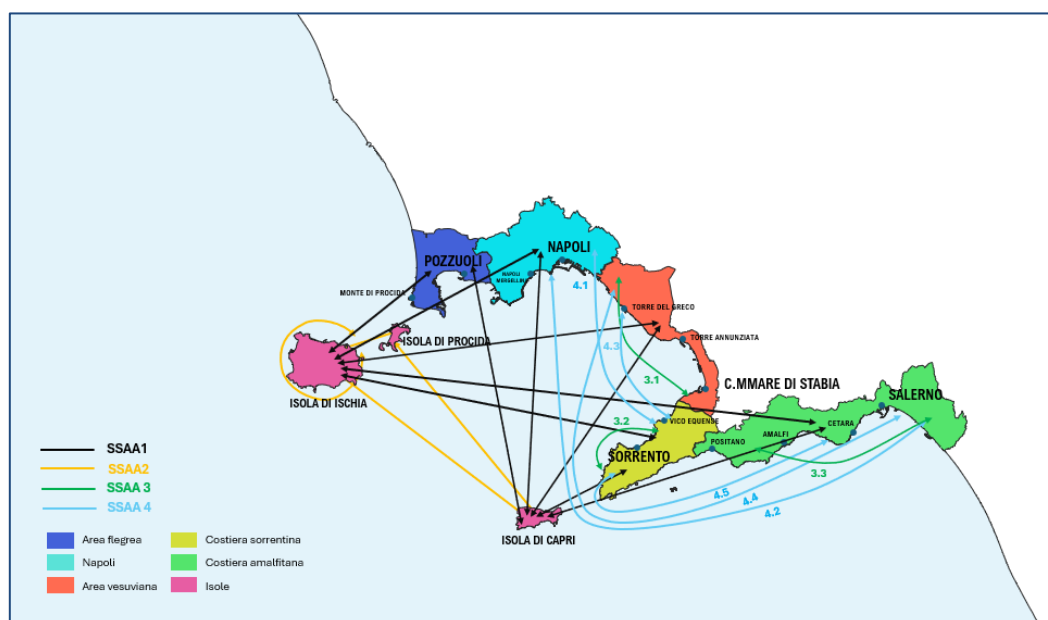 NAPOLI
POZZUOLI
NAPOLI
MERGELLINA
4.1
MONTE DI PROCIDA
TORRE DEL GRECO
ISOLA DI PROCIDA
4.3
TORRE ANNUNZIATA
3.1
C.MMARE DI STABIA
ISOLA DI ISCHIA
SALERNO
3.2
VICO EQUENSE
CETARA
AMALFI
POSITANO
SORRENTO
3.3
4.5
4.4
4.2
ISOLA DI CAPRI
SSAA1
SSAA2
SSAA 3
SSAA 4
Area flegrea
Costiera sorrentina
Napoli
Costiera amalfitana
Area vesuviana
Isole